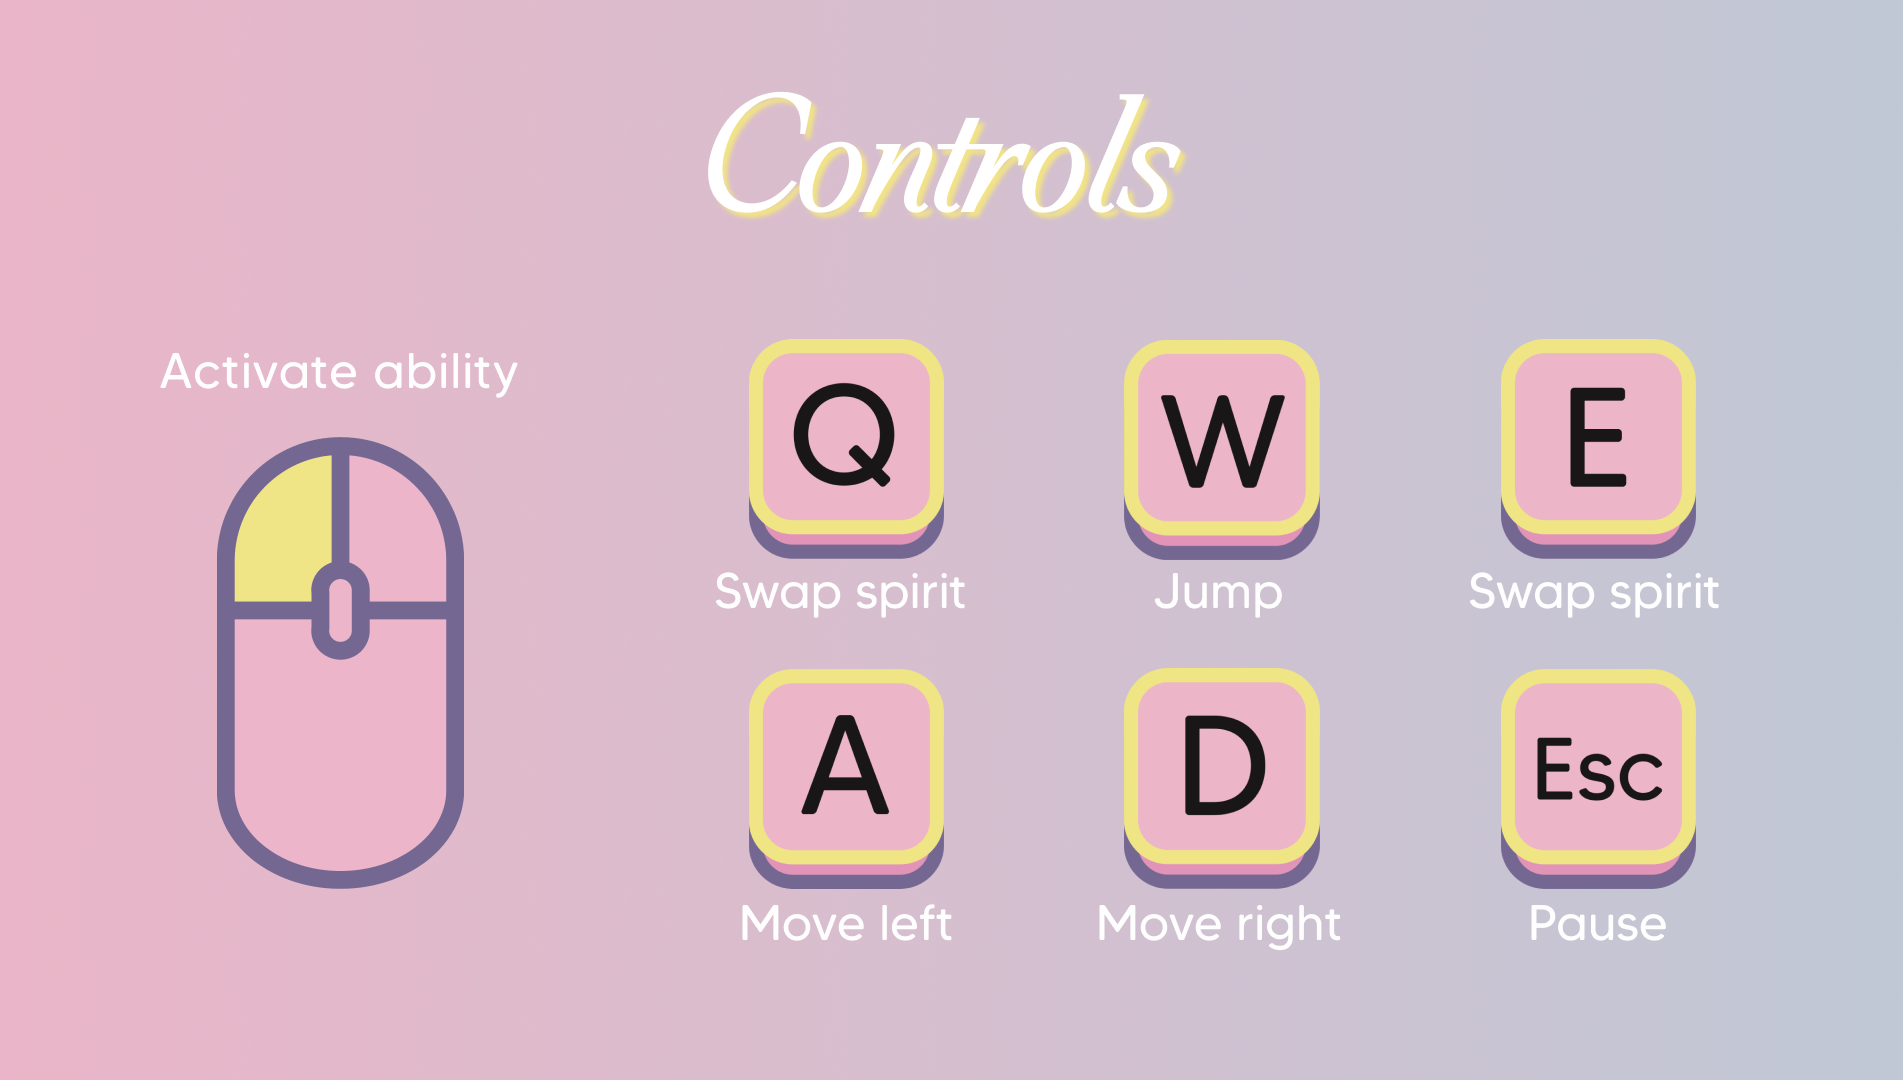 Controls
Activate ability
Q
W
E
Swap spirit
Jump
Swap spirit
A
D
Esc
Move left
Move right
Pause